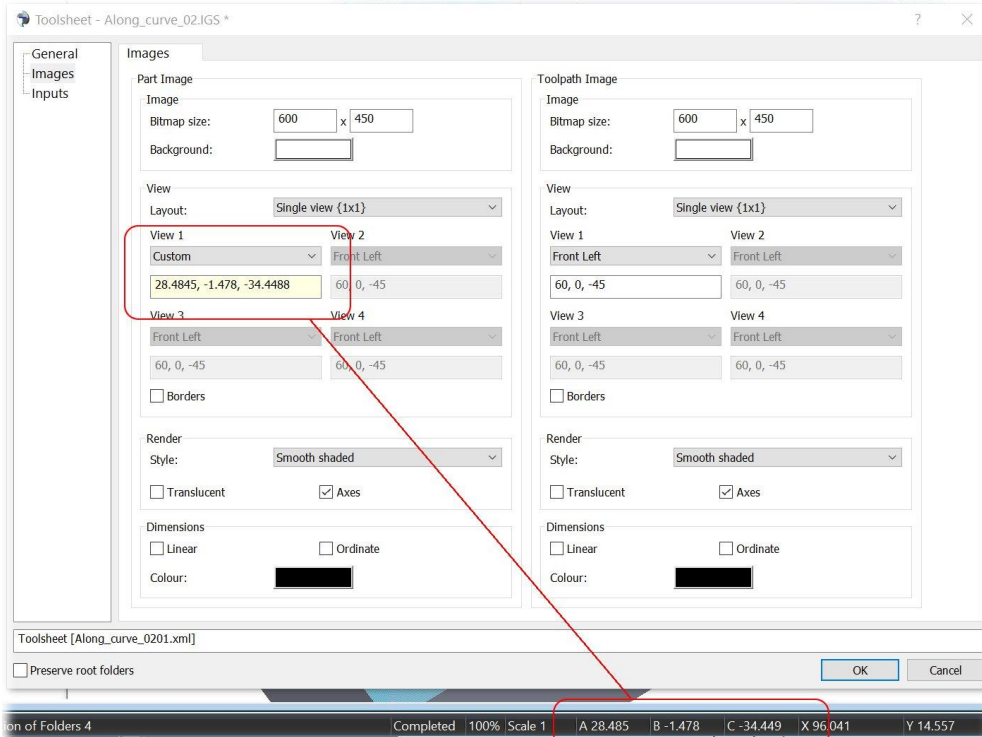 Toolsheet - Along_curve_02.IGS *
?
General
Images
Inputs
Images
Part Image
Image
Bitmap size:
600 x 450
Background:
View
Layout:
Single view {1x1}
View 1
View 2
Custom
Front Left
28.4845, -1.478, -34.4488
60, 0, -45
View 3
View 4
Front Left
Front Left
60, 0, -45
60, 0, -45
Borders
Render
Style:
Smooth shaded
Translucent
Axes
Dimensions
Linear
Ordinate
Colour:
Toolpath Image
Image
Bitmap size:
600 x 450
Background:
View
Layout:
Single view {1x1}
View 1
View 2
Front Left
Front Left
60, 0, -45
60, 0, -45
View 3
View 4
Front Left
Front Left
60, 0, -45
60, 0, -45
Borders
Render
Style:
Smooth shaded
Translucent
Axes
Dimensions
Linear
Ordinate
Colour:
Toolsheet [Along_curve_0201.xml]
Preserve root folders
OK
Cancel
ion of Folders 4 Completed 100% Scale 1 A 28.485 B -1.478 C -34.449 X 96.041 Y 14.557